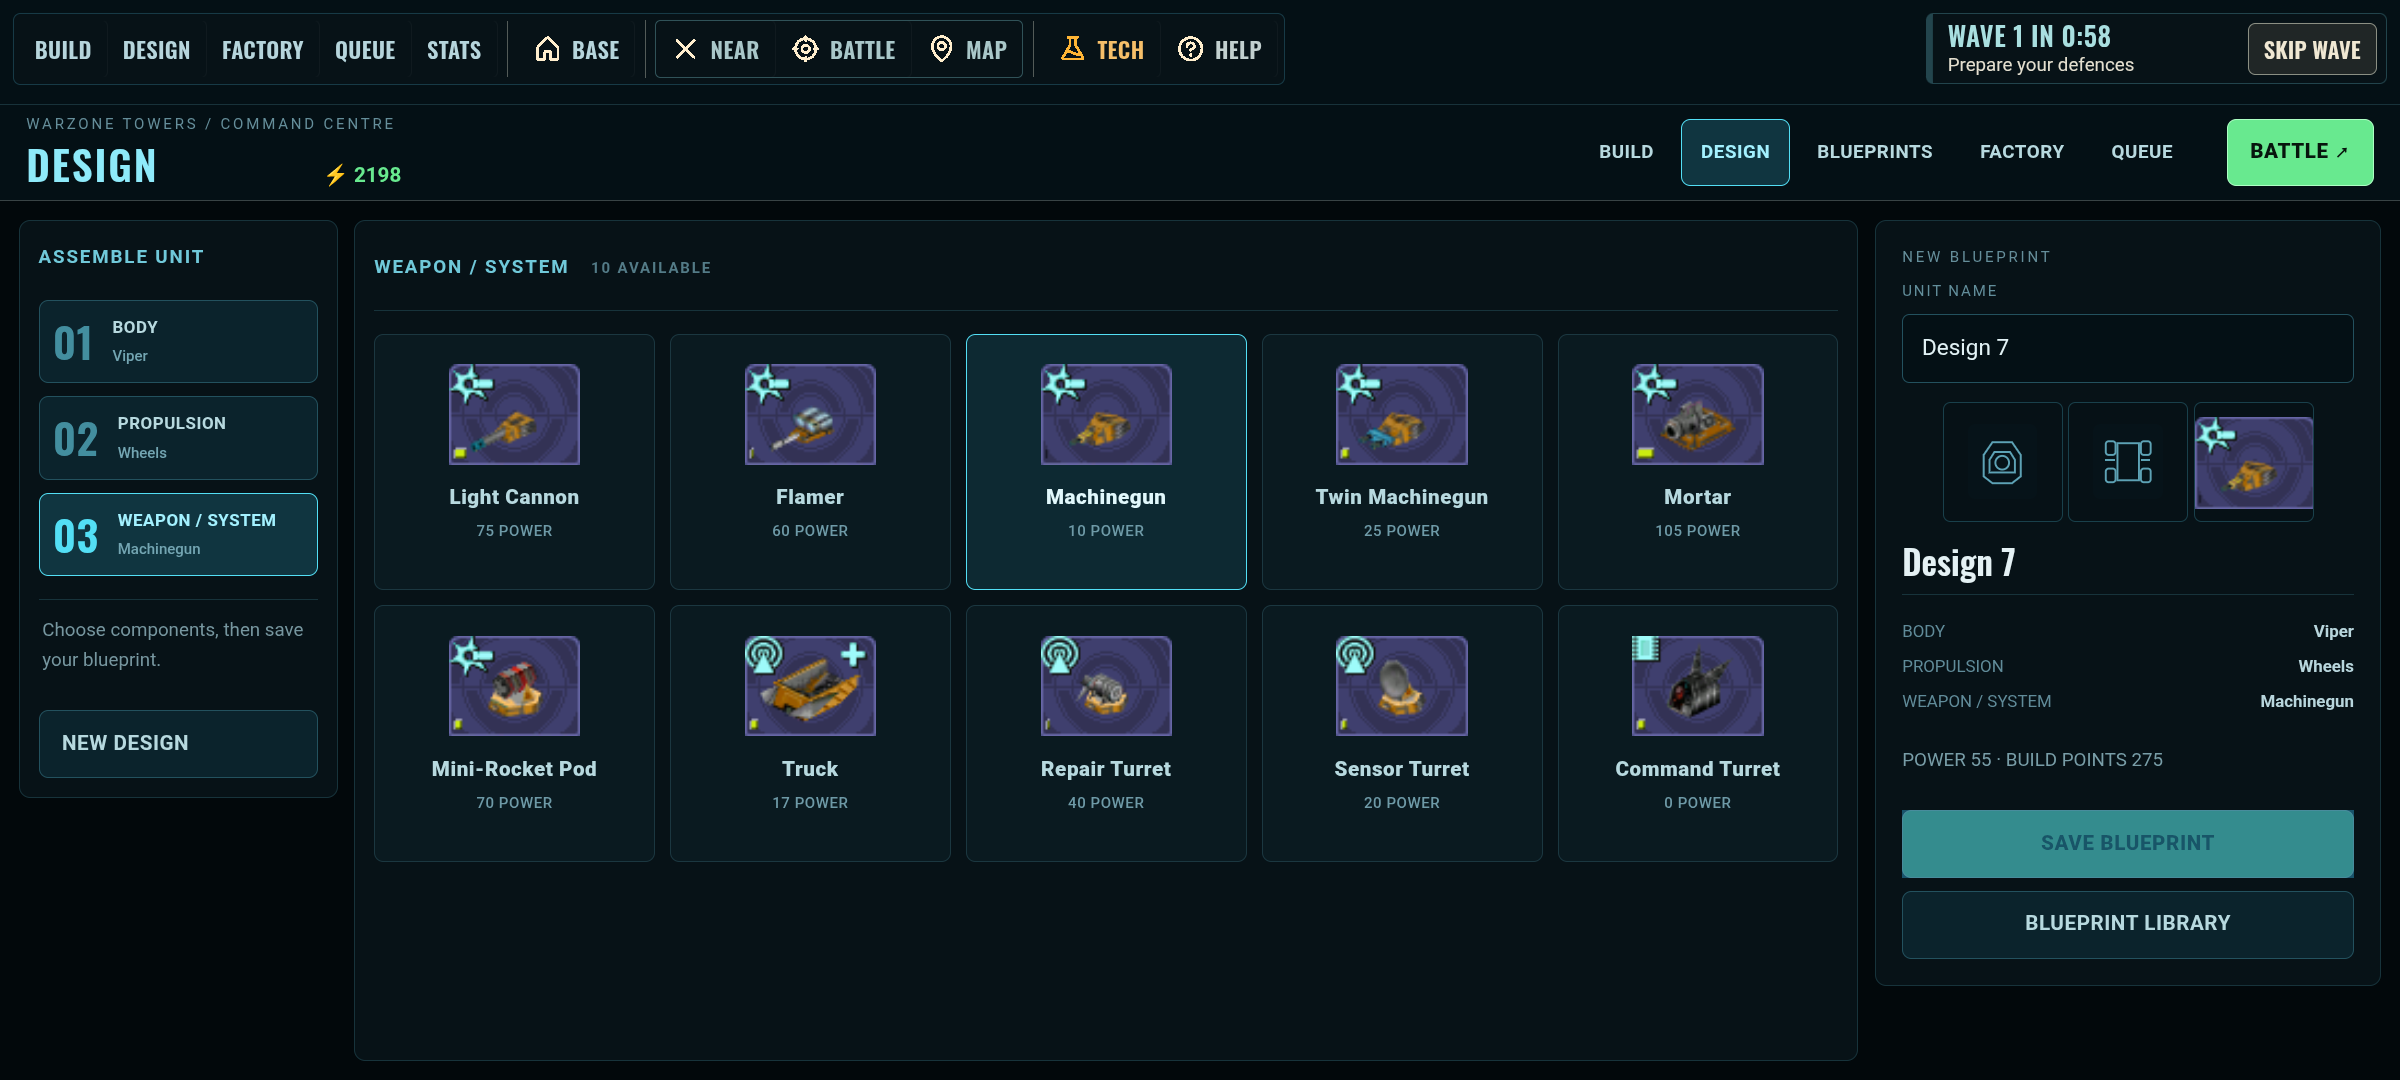 BUILD DESIGN FACTORY QUEUE STATS BASE NEAR BATTLE MAP TECH HELP
WAVE 1 IN 0:58
Prepare your defences
SKIP WAVE
WARZONE TOWERS / COMMAND CENTRE
DESIGN
⚡ 2198
BUILD DESIGN BLUEPRINTS FACTORY QUEUE BATTLE ↗
ASSEMBLE UNIT
01 BODY
Viper
02 PROPULSION
Wheels
03 WEAPON / SYSTEM
Machinegun
Choose components, then save
your blueprint.
NEW DESIGN
WEAPON / SYSTEM 10 AVAILABLE
Light Cannon
75 POWER
Flamer
60 POWER
Machinegun
10 POWER
Twin Machinegun
25 POWER
Mortar
105 POWER
Mini-Rocket Pod
70 POWER
Truck
17 POWER
Repair Turret
40 POWER
Sensor Turret
20 POWER
Command Turret
0 POWER
NEW BLUEPRINT
UNIT NAME
Design 7
Design 7
BODY Viper
PROPULSION Wheels
WEAPON / SYSTEM Machinegun
POWER 55 · BUILD POINTS 275
SAVE BLUEPRINT
BLUEPRINT LIBRARY